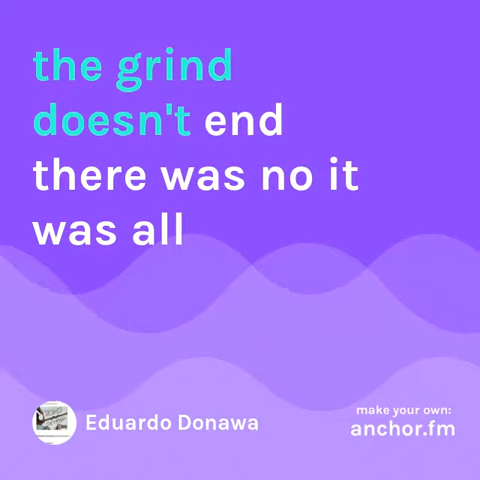 the grind
doesn't end
there was no it
was all
Eduardo Donawa
make your own:
anchor.fm